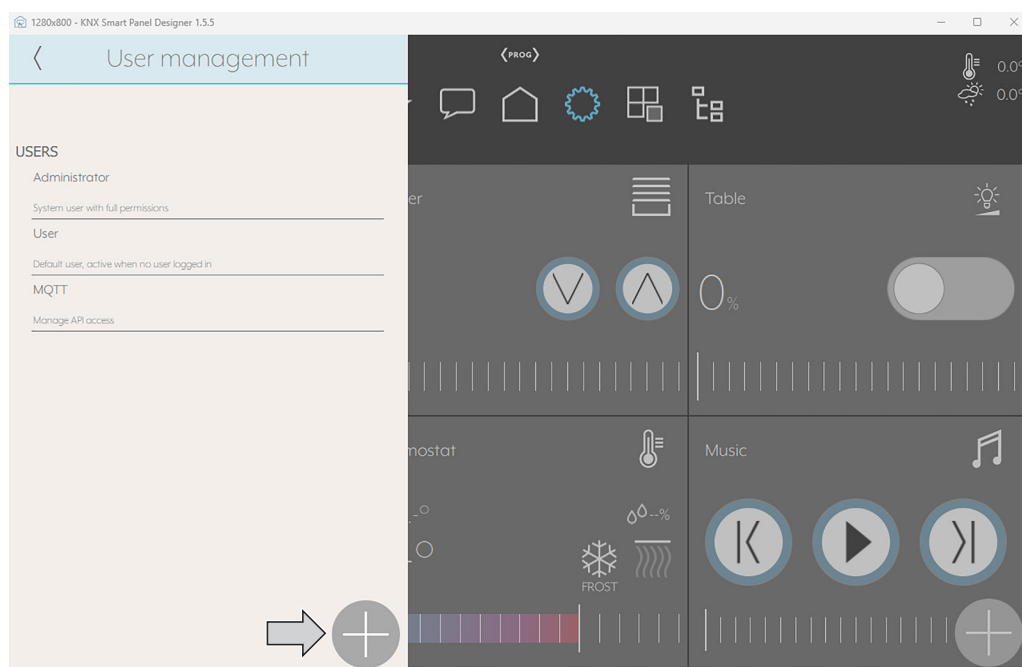 1280x800 - KNX Smart Panel Designer 1.5.5
User management
USERS
Administrator
System user with full permissions
User
Default user, active when no user logged in
MQTT
Manage API access
PROG
0.0°
0.0°
er
Table
0%
mostat
--%
FROST
Music